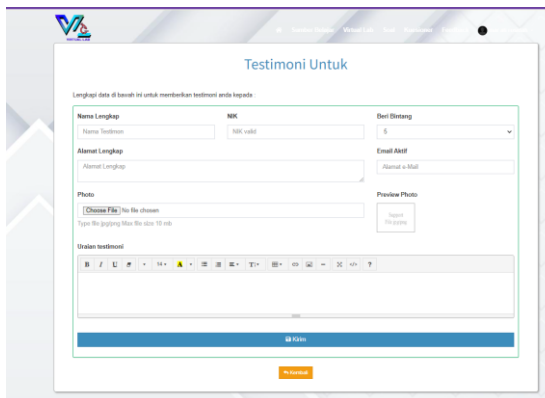 Virtual Lab
Testimoni Untuk
Lengkapi data di bawah ini untuk memberikan testimoni anda kepada :
Nama Lengkap NIK Beri Bintang
Nama Testimon NIK valid 5
Alamat Lengkap Email Aktif
Alamat Lengkap Alamat e-Mail
Photo Preview Photo
Choose File No file chosen
Type file jpg/png Max file size 10 mb
Uraian testimoni
B I U 14 A ?
Kirim
Kembali